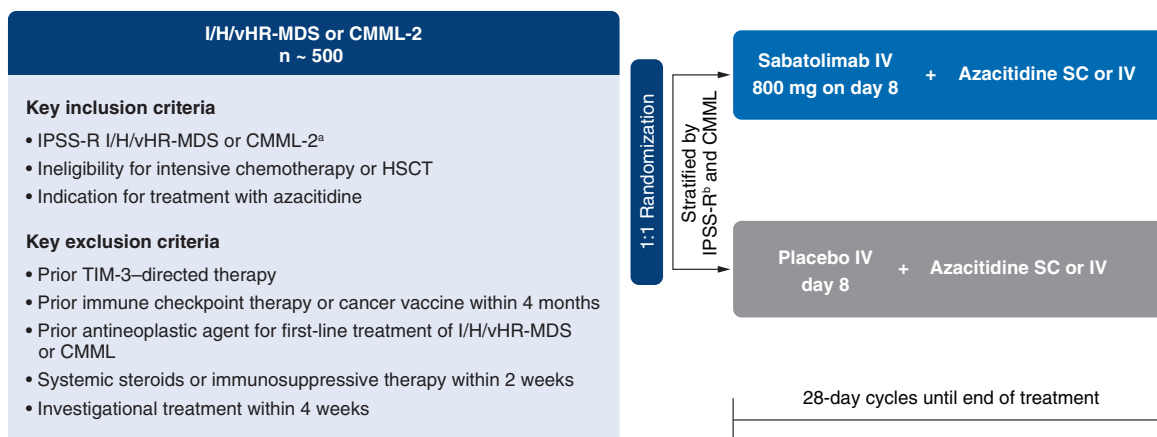 I/H/vHR-MDS or CMML-2
n ~ 500
Key inclusion criteria
• IPSS-R I/H/vHR-MDS or CMML-2ᵃ
• Ineligibility for intensive chemotherapy or HSCT
• Indication for treatment with azacitidine
Key exclusion criteria
• Prior TIM-3–directed therapy
• Prior immune checkpoint therapy or cancer vaccine within 4 months
• Prior antineoplastic agent for first-line treatment of I/H/vHR-MDS
or CMML
• Systemic steroids or immunosuppressive therapy within 2 weeks
• Investigational treatment within 4 weeks
1:1 Randomization
Stratified by
IPSS-Rᵇ and CMML
Sabatolimab IV
800 mg on day 8
+ Azacitidine SC or IV
Placebo IV
day 8
+ Azacitidine SC or IV
28-day cycles until end of treatment